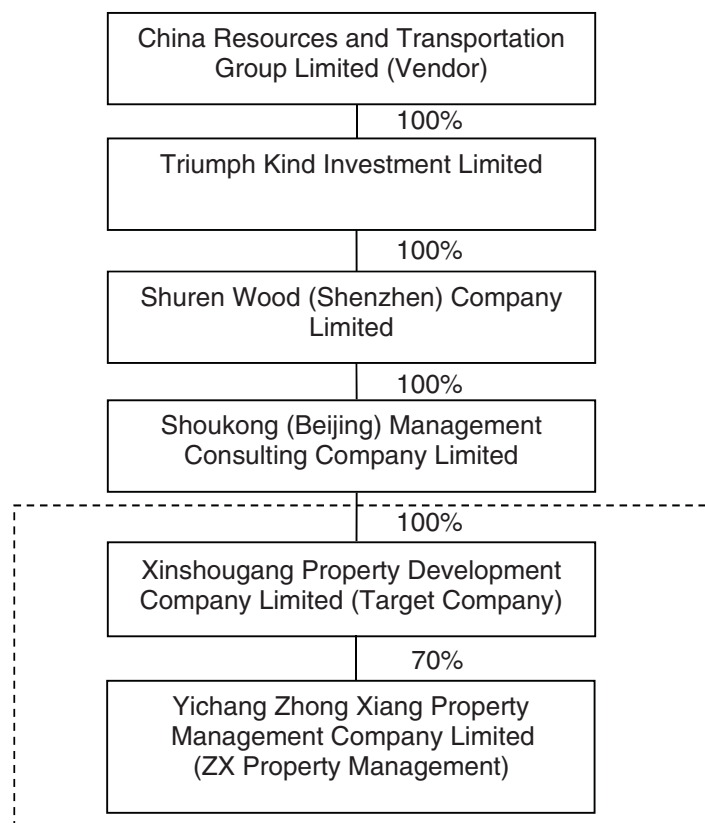 China Resources and Transportation
Group Limited (Vendor)
100%
Triumph Kind Investment Limited
100%
Shuren Wood (Shenzhen) Company
Limited
100%
Shoukong (Beijing) Management
Consulting Company Limited
100%
Xinshougang Property Development
Company Limited (Target Company)
70%
Yichang Zhong Xiang Property
Management Company Limited
(ZX Property Management)